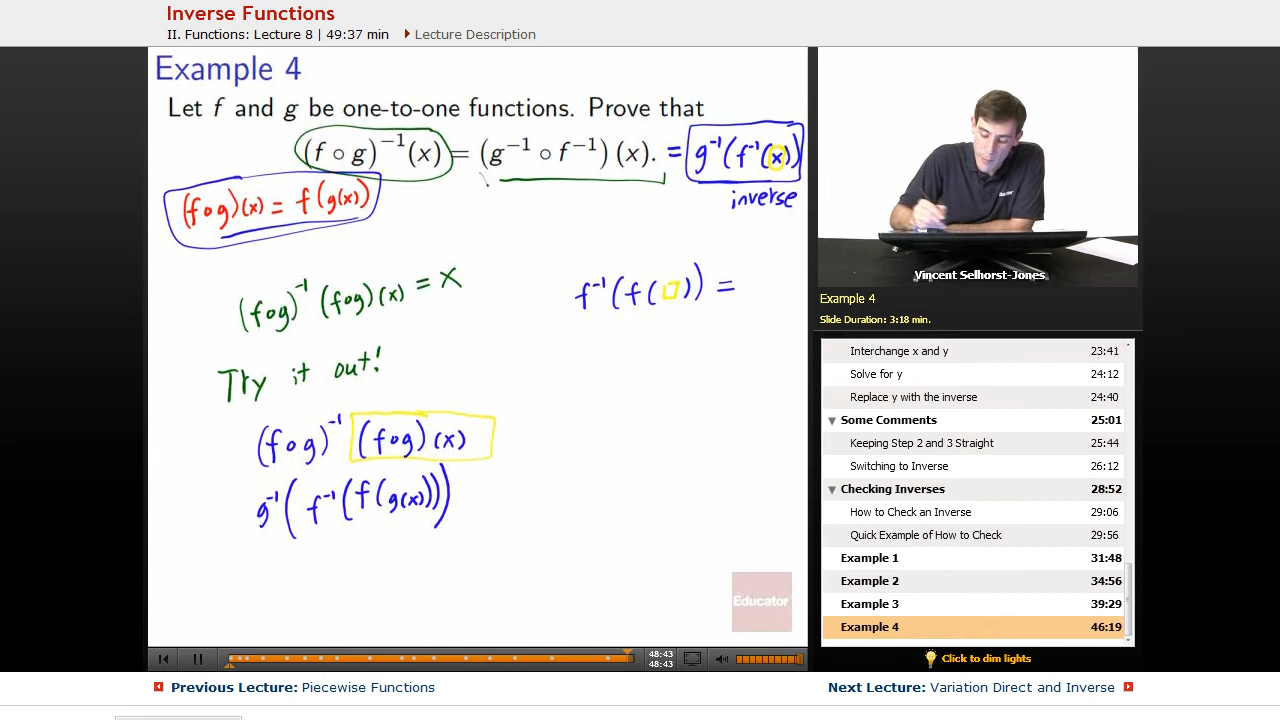 Inverse Functions
II. Functions: Lecture 8 | 49:37 min
Lecture Description
Example 4
Let f and g be one-to-one functions. Prove that
(f ∘ g)⁻¹(x) = (g⁻¹ ∘ f⁻¹)(x). = g⁻¹(f⁻¹(x))
inverse
(f∘g)(x) = f(g(x))
(f∘g)⁻¹(f∘g)(x) = x
f⁻¹(f(□)) =
Try it out!
(f∘g)⁻¹(f∘g)(x)
g⁻¹(f⁻¹(f(g(x))))
Educator
Vincent Selhorst-Jones
Example 4
Slide Duration: 3:18 min.
Interchange x and y 23:41
Solve for y 24:12
Replace y with the inverse 24:40
Some Comments 25:01
Keeping Step 2 and 3 Straight 25:44
Switching to Inverse 26:12
Checking Inverses 28:52
How to Check an Inverse 29:06
Quick Example of How to Check 29:56
Example 1 31:48
Example 2 34:56
Example 3 39:29
Example 4 46:19
48:43
48:43
Click to dim lights
Previous Lecture: Piecewise Functions
Next Lecture: Variation Direct and Inverse